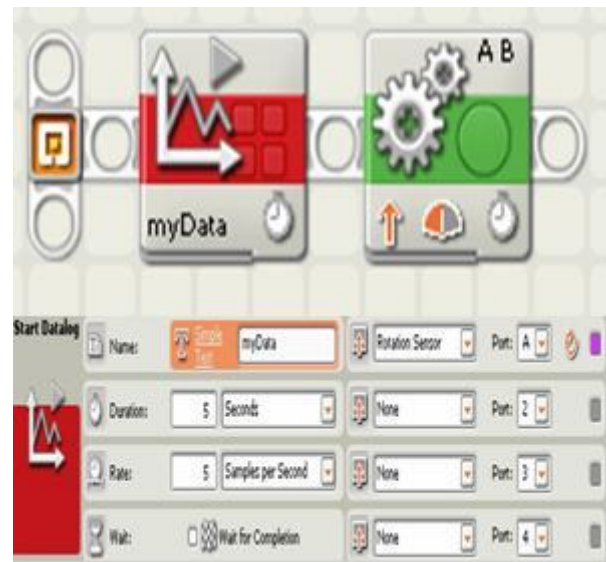 A B
myData
Start Datalog
Name: Simple Text myData Rotation Sensor Port: A
Duration: 5 Seconds None Port: 2
Rate: 5 Samples per Second None Port: 3
Wait: Wait for Completion None Port: 4